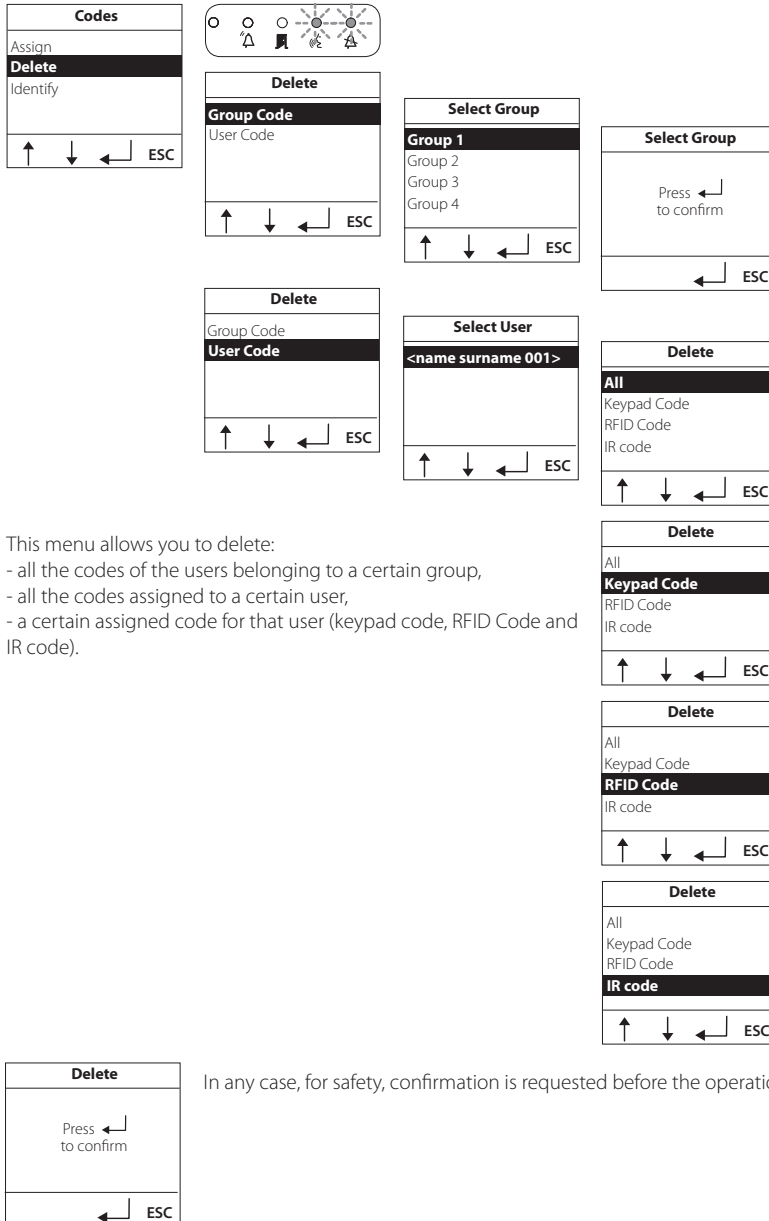 Codes
Assign
Delete
Identify
ESC
Delete
Group Code
User Code
ESC
Select Group
Group 1
Group 2
Group 3
Group 4
ESC
Select Group
Press
to confirm
ESC
Delete
Group Code
User Code
ESC
Select User
<name surname 001>
ESC
Delete
All
Keypad Code
RFID Code
IR code
ESC
This menu allows you to delete:
- all the codes of the users belonging to a certain group,
- all the codes assigned to a certain user,
- a certain assigned code for that user (keypad code, RFID Code and
IR code).
Delete
All
Keypad Code
RFID Code
IR code
ESC
Delete
All
Keypad Code
RFID Code
IR code
ESC
Delete
All
Keypad Code
RFID Code
IR code
ESC
Delete
Press
to confirm
ESC
In any case, for safety, confirmation is requested before the